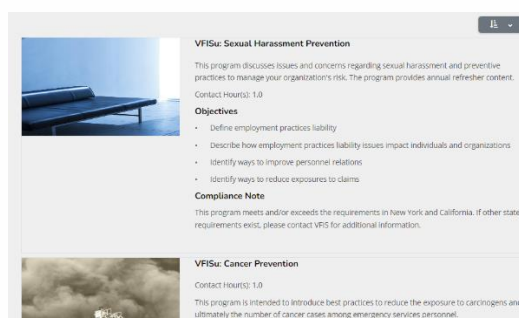 VFISu: Sexual Harassment Prevention
This program discusses issues and concerns regarding sexual harassment and preventive
practices to manage your organization's risk. The program provides annual refresher content.
Contact Hour(s): 1.0
Objectives
• Define employment practices liability
• Describe how employment practices liability issues impact individuals and organizations
• Identify ways to improve personnel relations
• Identify ways to reduce exposures to claims
Compliance Note
This program meets and/or exceeds the requirements in New York and California. If other state
requirements exist, please contact VFIS for additional information.
VFISu: Cancer Prevention
Contact Hour(s): 1.0
This program is intended to introduce best practices to reduce the exposure to carcinogens and
ultimately the number of cancer cases among emergency services personnel.